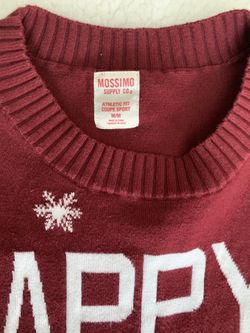 MOSSIMO
SUPPLY CO.
ATHLETIC FIT
COUPE SPORT
M/M
APPY